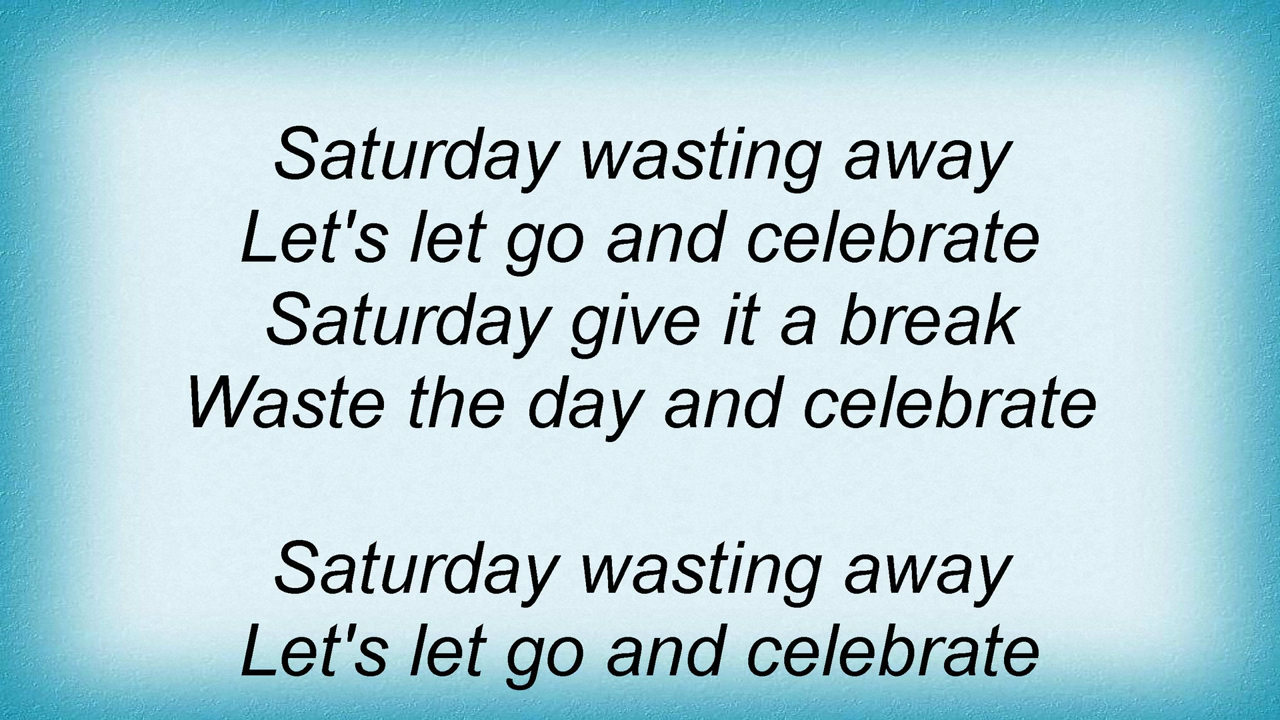 Saturday wasting away
Let's let go and celebrate
Saturday give it a break
Waste the day and celebrate
Saturday wasting away
Let's let go and celebrate